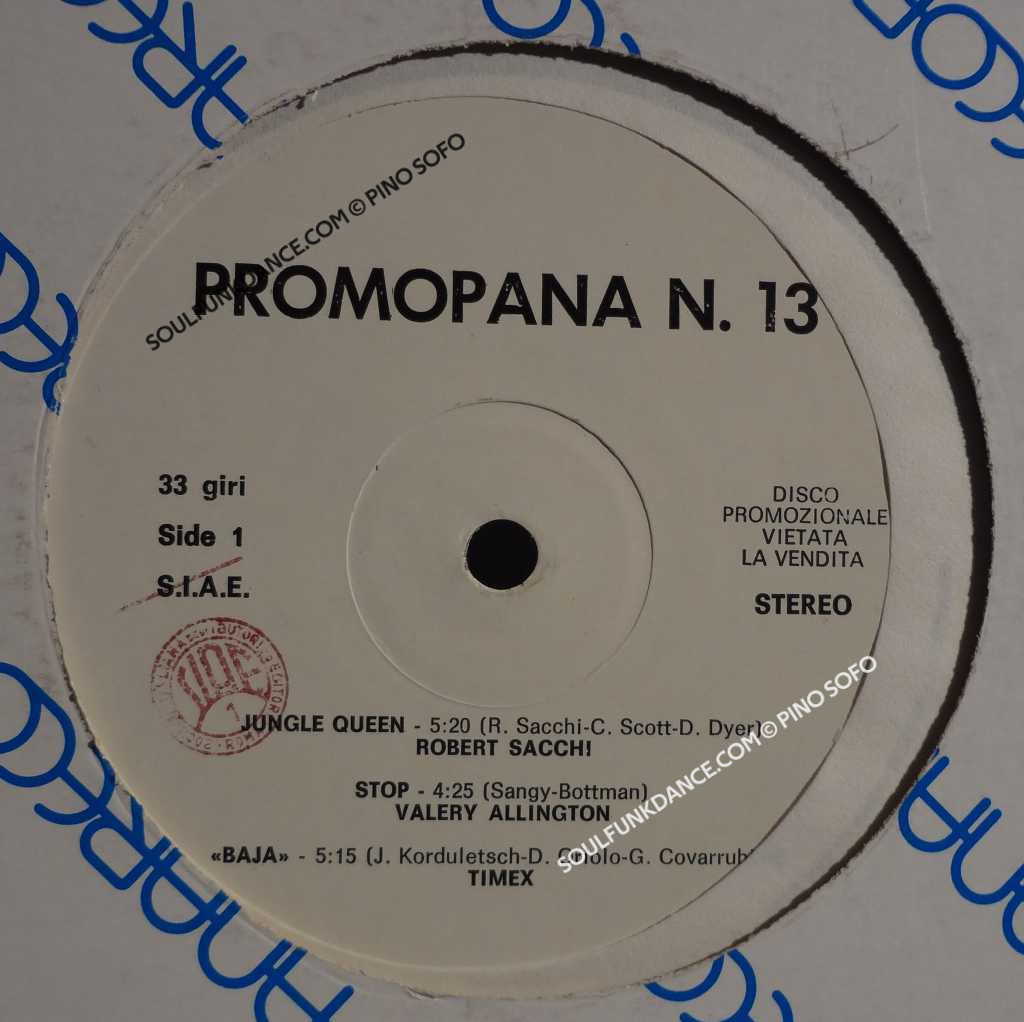 PROMOPANA N. 13
33 giri
Side 1
S.I.A.E.
DISCO
PROMOZIONALE
VIETATA
LA VENDITA
STEREO
JUNGLE QUEEN - 5:20 (R. Sacchi-C. Scott-D. Dyer)
ROBERT SACCHI
STOP - 4:25 (Sangy-Bottman)
VALERY ALLINGTON
«BAJA» - 5:15 (J. Korduletsch-D.
TIMEX
SOULFUNKDANCE.COM © PINO SOFO
SOULFUNKDANCE.COM © PINO SOFO